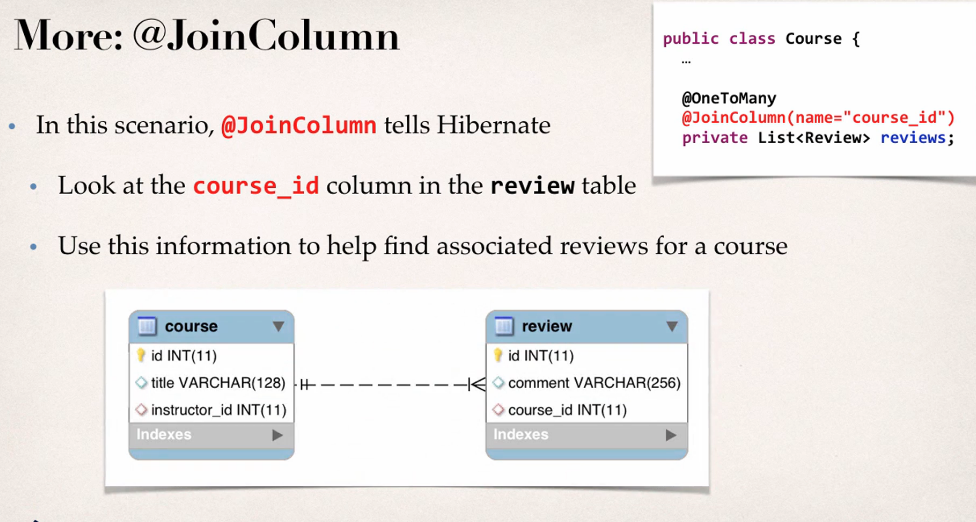 More: @JoinColumn
public class Course {
…
@OneToMany
@JoinColumn(name="course_id")
private List<Review> reviews;
• In this scenario, @JoinColumn tells Hibernate
• Look at the course_id column in the review table
• Use this information to help find associated reviews for a course
course
id INT(11)
title VARCHAR(128)
instructor_id INT(11)
Indexes
review
id INT(11)
comment VARCHAR(256)
course_id INT(11)
Indexes